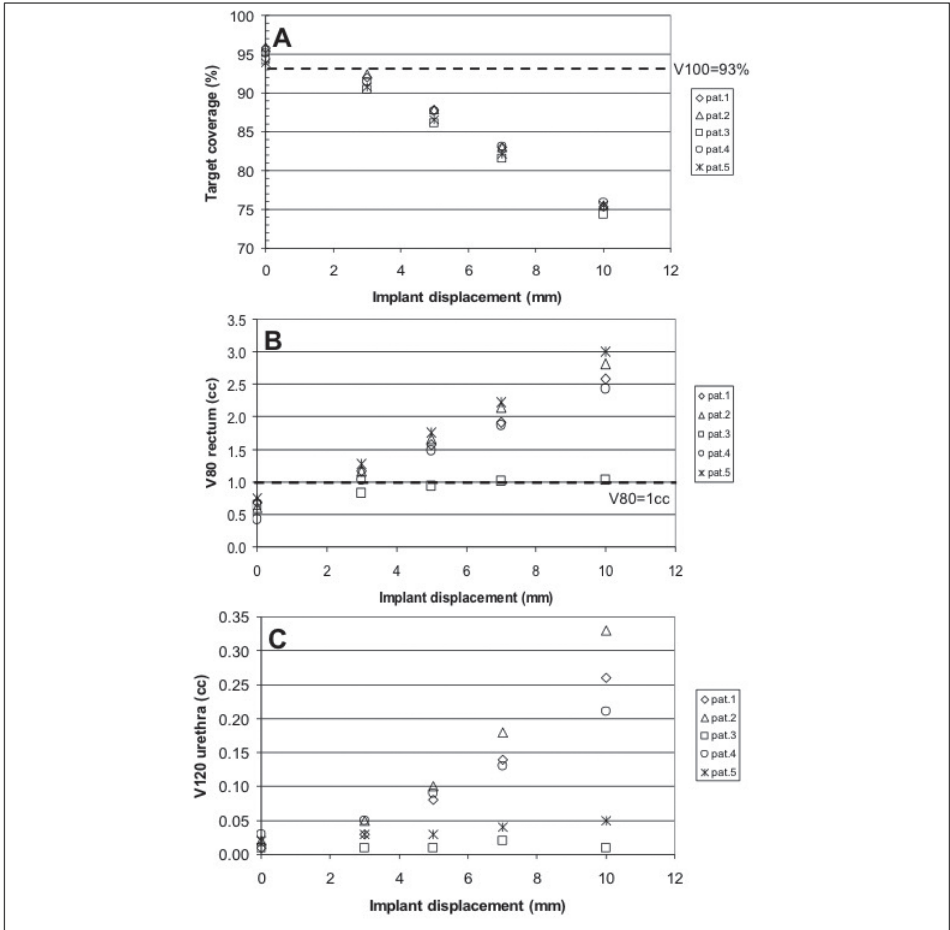 A
100
95
90
85
80
75
70
Target coverage (%)
V100=93%
pat.1
pat.2
pat.3
pat.4
pat.5
0 2 4 6 8 10 12
Implant displacement (mm)
B
3.5
3.0
2.5
2.0
1.5
1.0
0.5
0.0
V80 rectum (cc)
V80=1cc
pat.1
pat.2
pat.3
pat.4
pat.5
0 2 4 6 8 10 12
Implant displacement (mm)
C
0.35
0.30
0.25
0.20
0.15
0.10
0.05
0.00
V120 urethra (cc)
pat.1
pat.2
pat.3
pat.4
pat.5
0 2 4 6 8 10 12
Implant displacement (mm)